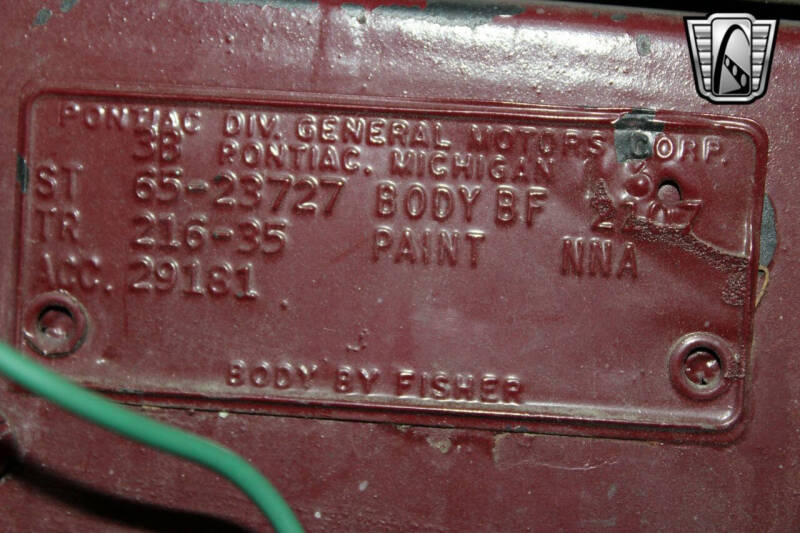 PONTIAC DIV. GENERAL MOTORS CORP.
3B PONTIAC. MICHIGAN
ST 65-23727 BODY BF
TR 216-35 PAINT NNA
ACC. 29181
BODY BY FISHER